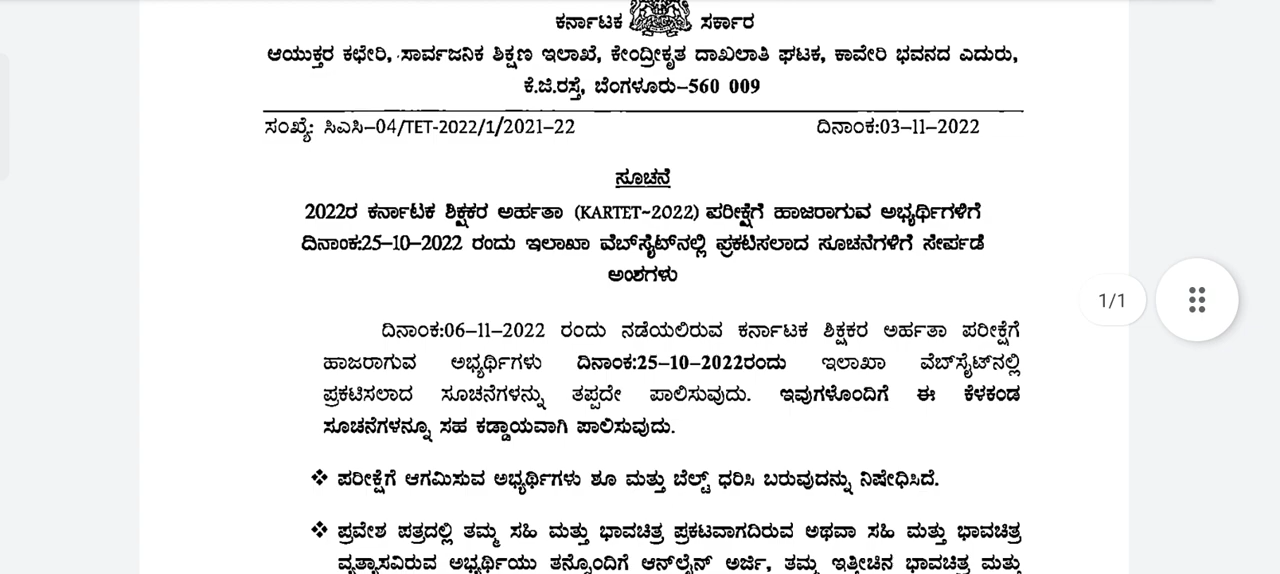 ಕರ್ನಾಟಕ ಸರ್ಕಾರ
ಆಯುಕ್ತರ ಕಛೇರಿ, ಸಾರ್ವಜನಿಕ ಶಿಕ್ಷಣ ಇಲಾಖೆ, ಕೇಂದ್ರೀಕೃತ ದಾಖಲಾತಿ ಘಟಕ, ಕಾವೇರಿ ಭವನದ ಎದುರು,
ಕೆ.ಜಿ.ರಸ್ತೆ, ಬೆಂಗಳೂರು-560 009
ಸಂಖ್ಯೆ: ಸಿಎಸಿ-04/TET-2022/1/2021-22 ದಿನಾಂಕ:03-11-2022
ಸೂಚನೆ
2022ರ ಕರ್ನಾಟಕ ಶಿಕ್ಷಕರ ಅರ್ಹತಾ (KARTET-2022) ಪರೀಕ್ಷೆಗೆ ಹಾಜರಾಗುವ ಅಭ್ಯರ್ಥಿಗಳಿಗೆ
ದಿನಾಂಕ:25-10-2022 ರಂದು ಇಲಾಖಾ ವೆಬ್‌ಸೈಟ್‌ನಲ್ಲಿ ಪ್ರಕಟಿಸಲಾದ ಸೂಚನೆಗಳಿಗೆ ಸೇರ್ಪಡೆ
ಅಂಶಗಳು
1/1
ದಿನಾಂಕ:06-11-2022 ರಂದು ನಡೆಯಲಿರುವ ಕರ್ನಾಟಕ ಶಿಕ್ಷಕರ ಅರ್ಹತಾ ಪರೀಕ್ಷೆಗೆ
ಹಾಜರಾಗುವ ಅಭ್ಯರ್ಥಿಗಳು ದಿನಾಂಕ:25-10-2022ರಂದು ಇಲಾಖಾ ವೆಬ್‌ಸೈಟ್‌ನಲ್ಲಿ
ಪ್ರಕಟಿಸಲಾದ ಸೂಚನೆಗಳನ್ನು ತಪ್ಪದೇ ಪಾಲಿಸುವುದು. ಇವುಗಳೊಂದಿಗೆ ಈ ಕೆಳಕಂಡ
ಸೂಚನೆಗಳನ್ನೂ ಸಹ ಕಡ್ಡಾಯವಾಗಿ ಪಾಲಿಸುವುದು.
❖ ಪರೀಕ್ಷೆಗೆ ಆಗಮಿಸುವ ಅಭ್ಯರ್ಥಿಗಳು ಶೂ ಮತ್ತು ಬೆಲ್ಟ್ ಧರಿಸಿ ಬರುವುದನ್ನು ನಿಷೇಧಿಸಿದೆ.
❖ ಪ್ರವೇಶ ಪತ್ರದಲ್ಲಿ ತಮ್ಮ ಸಹಿ ಮತ್ತು ಭಾವಚಿತ್ರ ಪ್ರಕಟವಾಗದಿರುವ ಅಥವಾ ಸಹಿ ಮತ್ತು ಭಾವಚಿತ್ರ
ವ್ಯತ್ಯಾಸವಿರುವ ಅಭ್ಯರ್ಥಿಯು ತನ್ನೊಂದಿಗೆ ಆನ್‌ಲೈನ್ ಅರ್ಜಿ, ತಮ್ಮ ಇತ್ತೀಚಿನ ಭಾವಚಿತ್ರ ಮತ್ತು